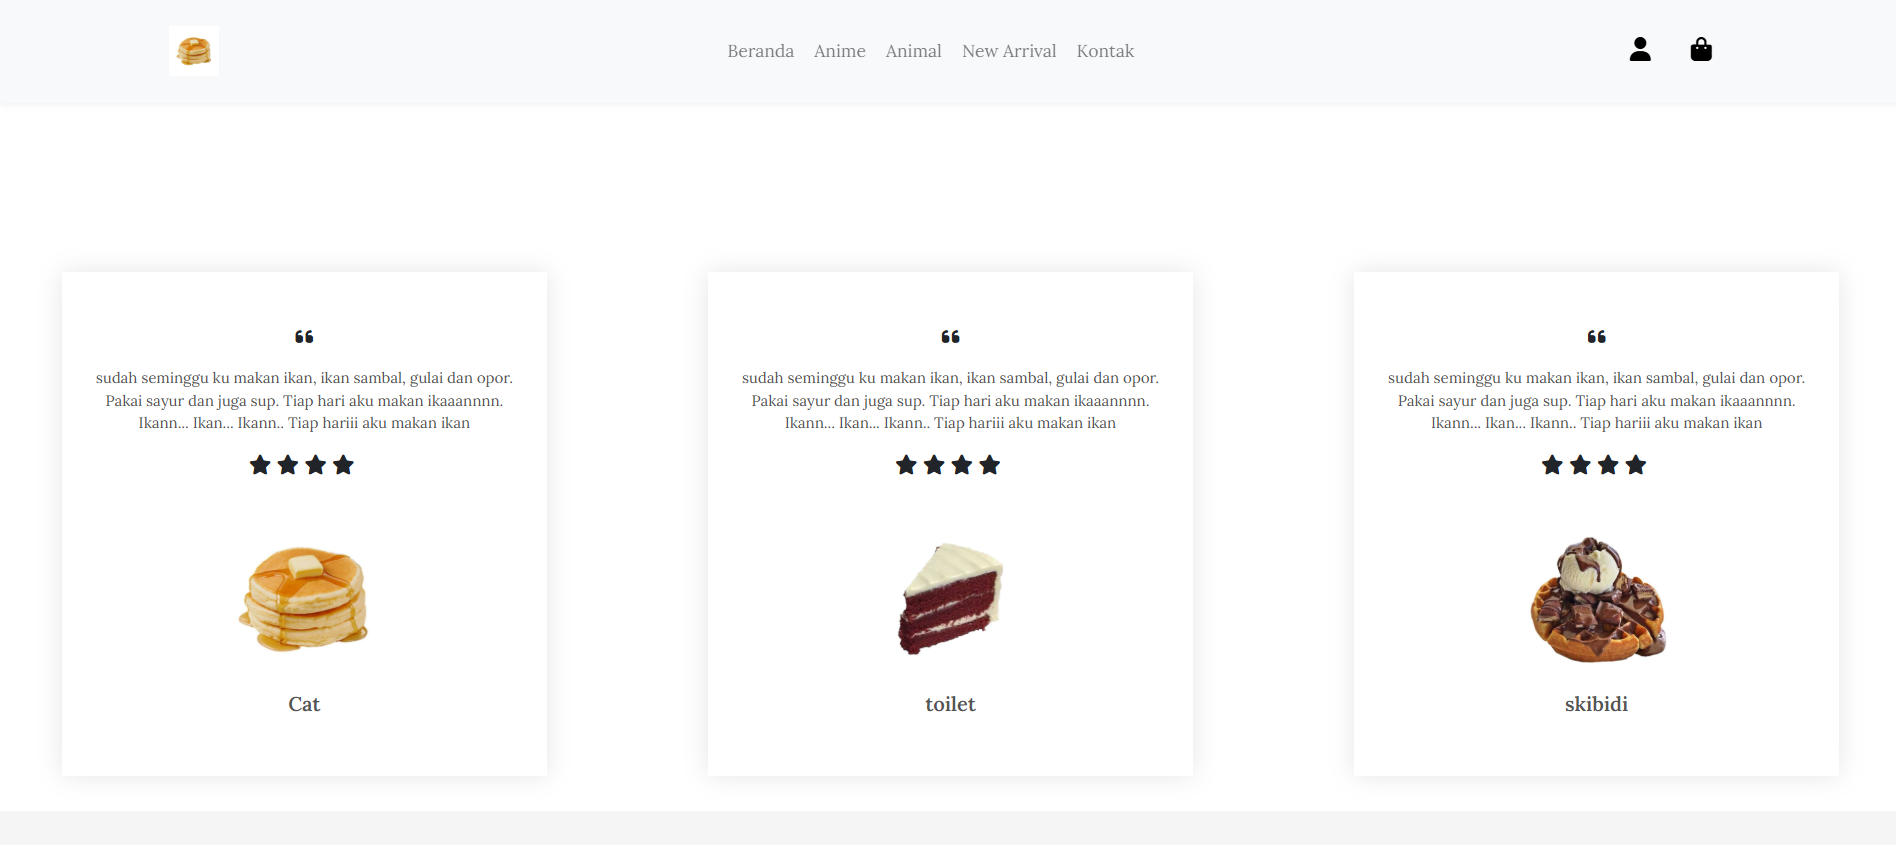 Beranda Anime Animal New Arrival Kontak
❝
sudah seminggu ku makan ikan, ikan sambal, gulai dan opor.
Pakai sayur dan juga sup. Tiap hari aku makan ikaaannnn.
Ikann... Ikan... Ikann.. Tiap hariii aku makan ikan
Cat
❝
sudah seminggu ku makan ikan, ikan sambal, gulai dan opor.
Pakai sayur dan juga sup. Tiap hari aku makan ikaaannnn.
Ikann... Ikan... Ikann.. Tiap hariii aku makan ikan
toilet
❝
sudah seminggu ku makan ikan, ikan sambal, gulai dan opor.
Pakai sayur dan juga sup. Tiap hari aku makan ikaaannnn.
Ikann... Ikan... Ikann.. Tiap hariii aku makan ikan
skibidi